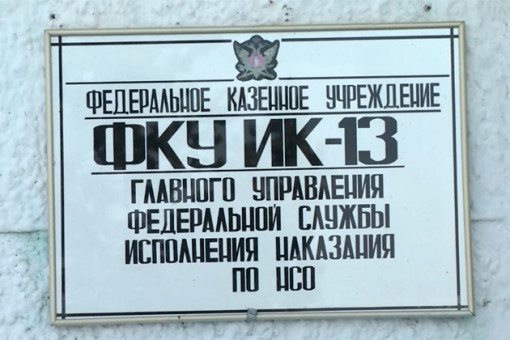 ФЕДЕРАЛЬНОЕ КАЗЕННОЕ УЧРЕЖДЕНИЕ
ФКУ ИК-13
ГЛАВНОГО УПРАВЛЕНИЯ
ФЕДЕРАЛЬНОЙ СЛУЖБЫ
ИСПОЛНЕНИЯ НАКАЗАНИЯ
ПО НСО